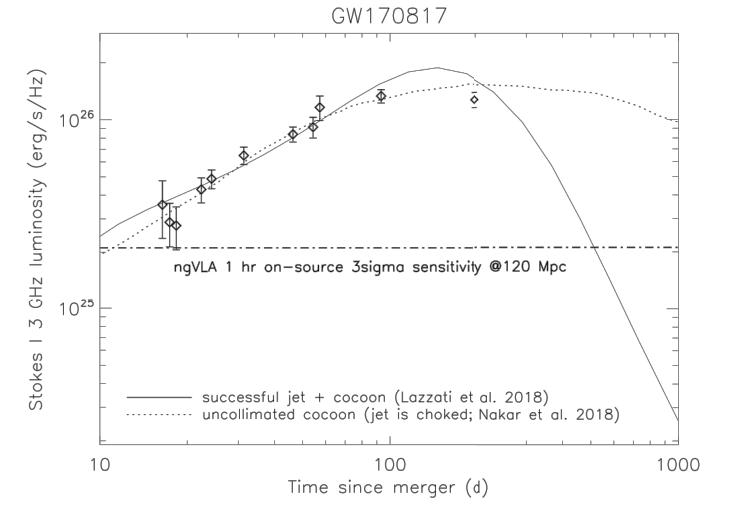 GW170817
Stokes I 3 GHz luminosity (erg/s/Hz)
10^26
10^25
ngVLA 1 hr on-source 3sigma sensitivity @120 Mpc
successful jet + cocoon (Lazzati et al. 2018)
uncollimated cocoon (jet is choked; Nakar et al. 2018)
10 100 1000
Time since merger (d)